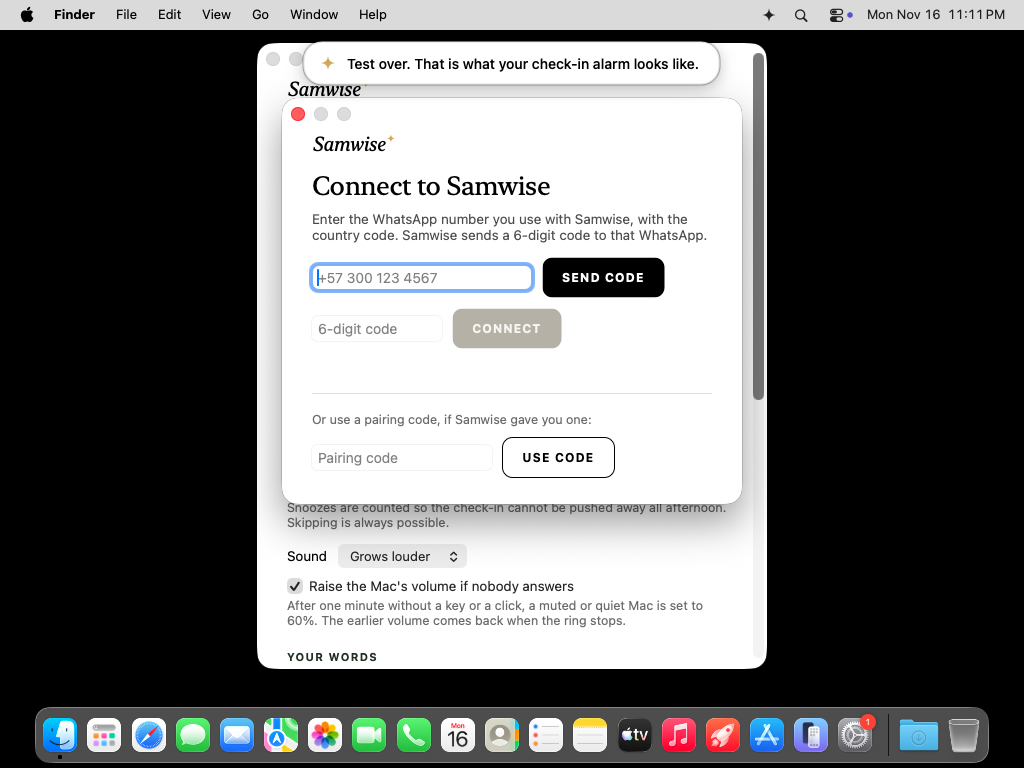 Finder File Edit View Go Window Help Mon Nov 16 11:11 PM
Test over. That is what your check-in alarm looks like.
Samwise
Samwise
Connect to Samwise
Enter the WhatsApp number you use with Samwise, with the
country code. Samwise sends a 6-digit code to that WhatsApp.
+57 300 123 4567 SEND CODE
6-digit code CONNECT
Or use a pairing code, if Samwise gave you one:
Pairing code USE CODE
Snoozes are counted so the check-in cannot be pushed away all afternoon.
Skipping is always possible.
Sound Grows louder
Raise the Mac's volume if nobody answers
After one minute without a key or a click, a muted or quiet Mac is set to
60%. The earlier volume comes back when the ring stops.
YOUR WORDS
Mon
16
tv
1